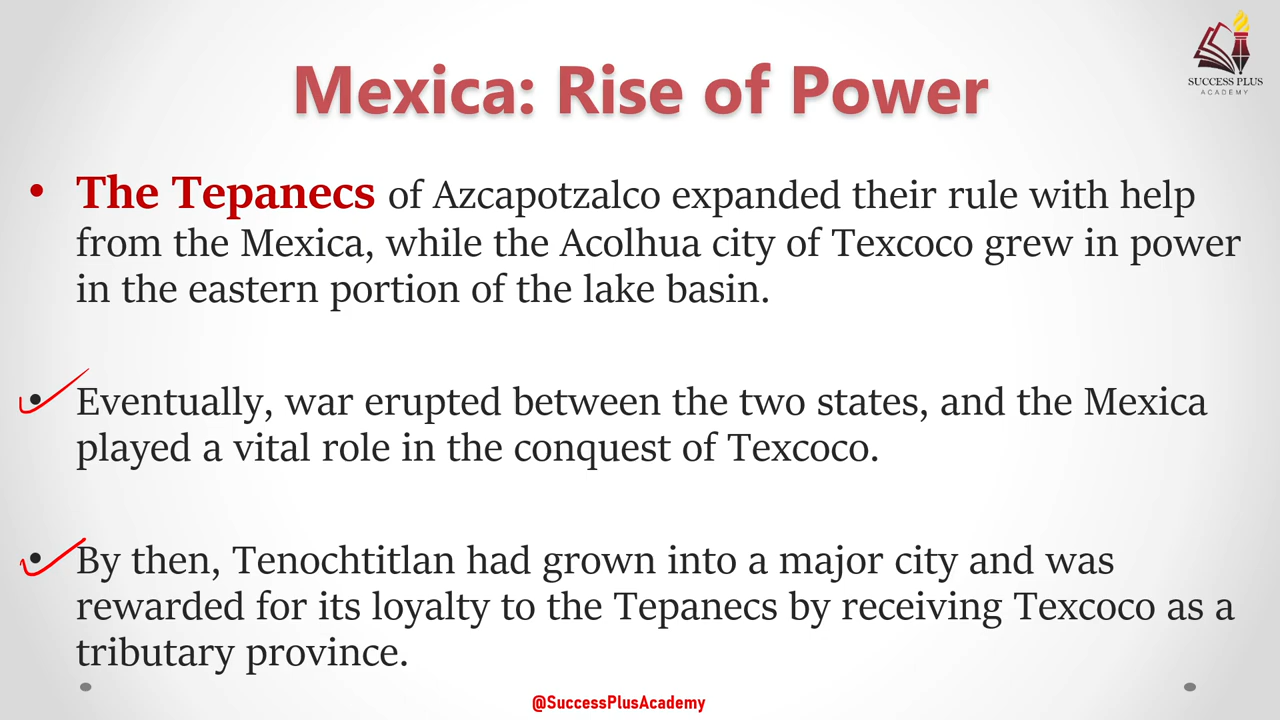 SUCCESS PLUS
ACADEMY
Mexica: Rise of Power
• The Tepanecs of Azcapotzalco expanded their rule with help
from the Mexica, while the Acolhua city of Texcoco grew in power
in the eastern portion of the lake basin.
• Eventually, war erupted between the two states, and the Mexica
played a vital role in the conquest of Texcoco.
• By then, Tenochtitlan had grown into a major city and was
rewarded for its loyalty to the Tepanecs by receiving Texcoco as a
tributary province.
@SuccessPlusAcademy